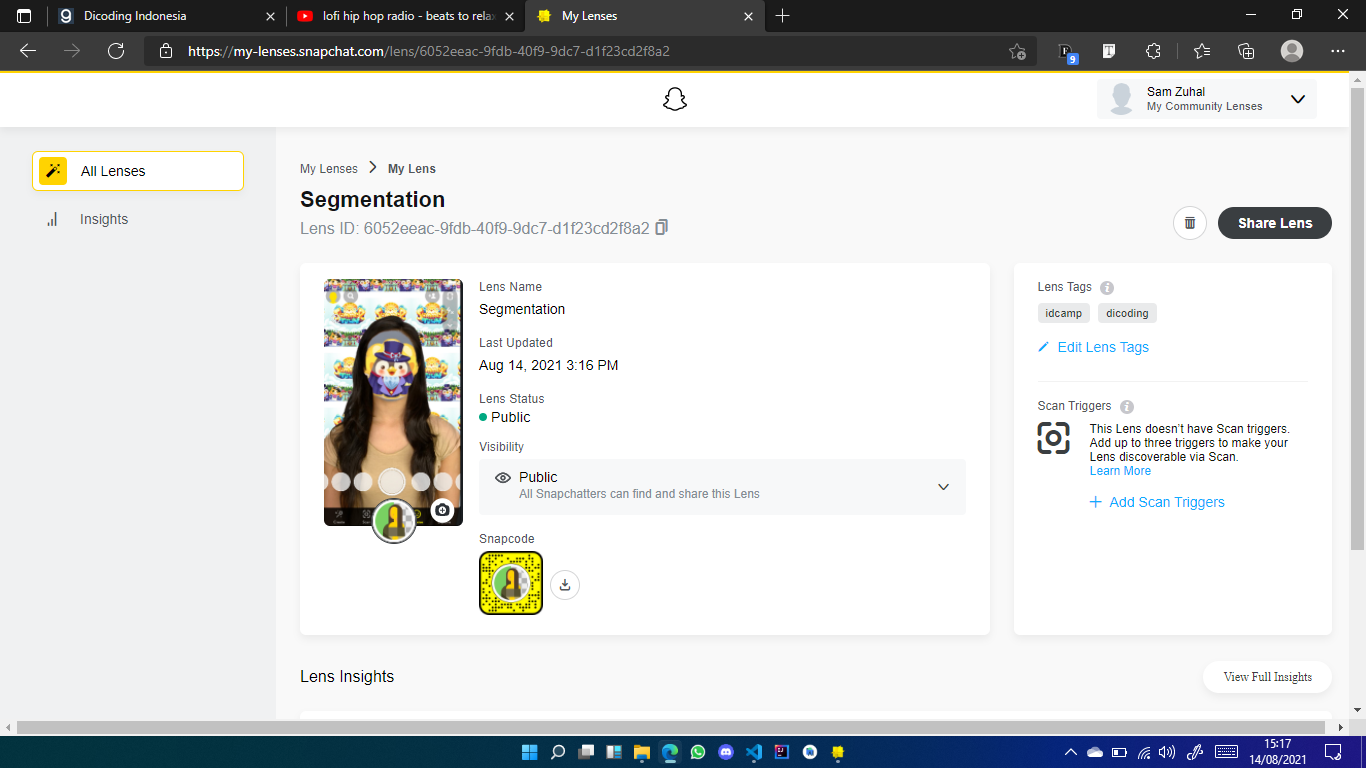 Dicoding Indonesia
lofi hip hop radio - beats to relax
My Lenses
https://my-lenses.snapchat.com/lens/6052eeac-9fdb-40f9-9dc7-d1f23cd2f8a2
9
Sam Zuhal
My Community Lenses
All Lenses
Insights
My Lenses
My Lens
Segmentation
Lens ID: 6052eeac-9fdb-40f9-9dc7-d1f23cd2f8a2
Share Lens
Lens Name
Segmentation
Last Updated
Aug 14, 2021 3:16 PM
Lens Status
Public
Visibility
Public
All Snapchatters can find and share this Lens
Snapcode
Lens Tags
idcamp
dicoding
Edit Lens Tags
Scan Triggers
This Lens doesn't have Scan triggers.
Add up to three triggers to make your
Lens discoverable via Scan.
Learn More
Add Scan Triggers
Lens Insights
View Full Insights
15:17
14/08/2021